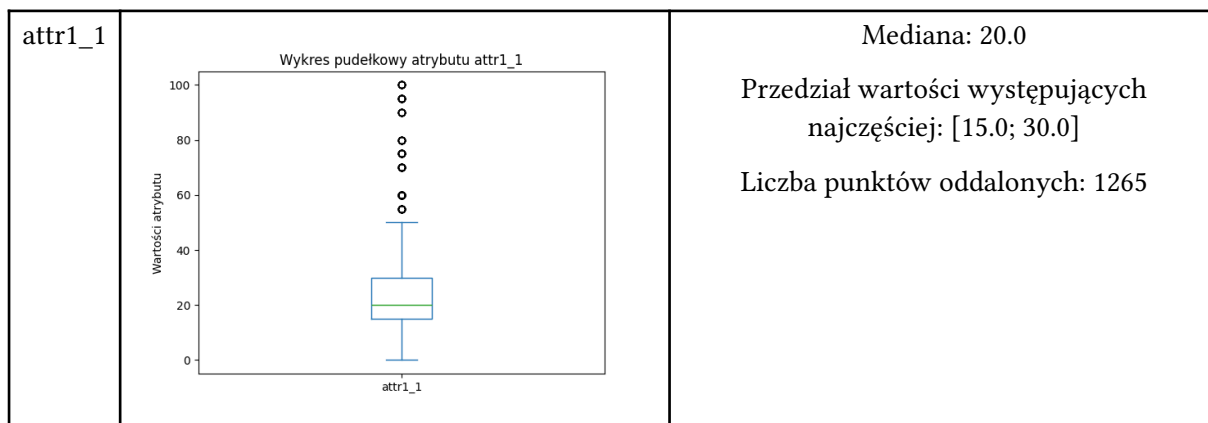 attr1_1
Wykres pudełkowy atrybutu attr1_1
100
80
60
40
20
0
Wartości atrybutu
attr1_1
Mediana: 20.0
Przedział wartości występujących
najczęściej: [15.0; 30.0]
Liczba punktów oddalonych: 1265